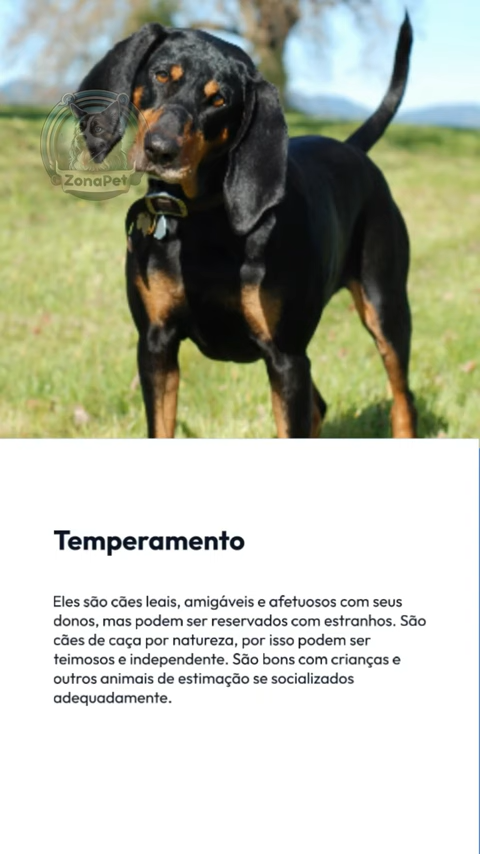 ZonaPet
Temperamento
Eles são cães leais, amigáveis e afetuosos com seus
donos, mas podem ser reservados com estranhos. São
cães de caça por natureza, por isso podem ser
teimosos e independente. São bons com crianças e
outros animais de estimação se socializados
adequadamente.